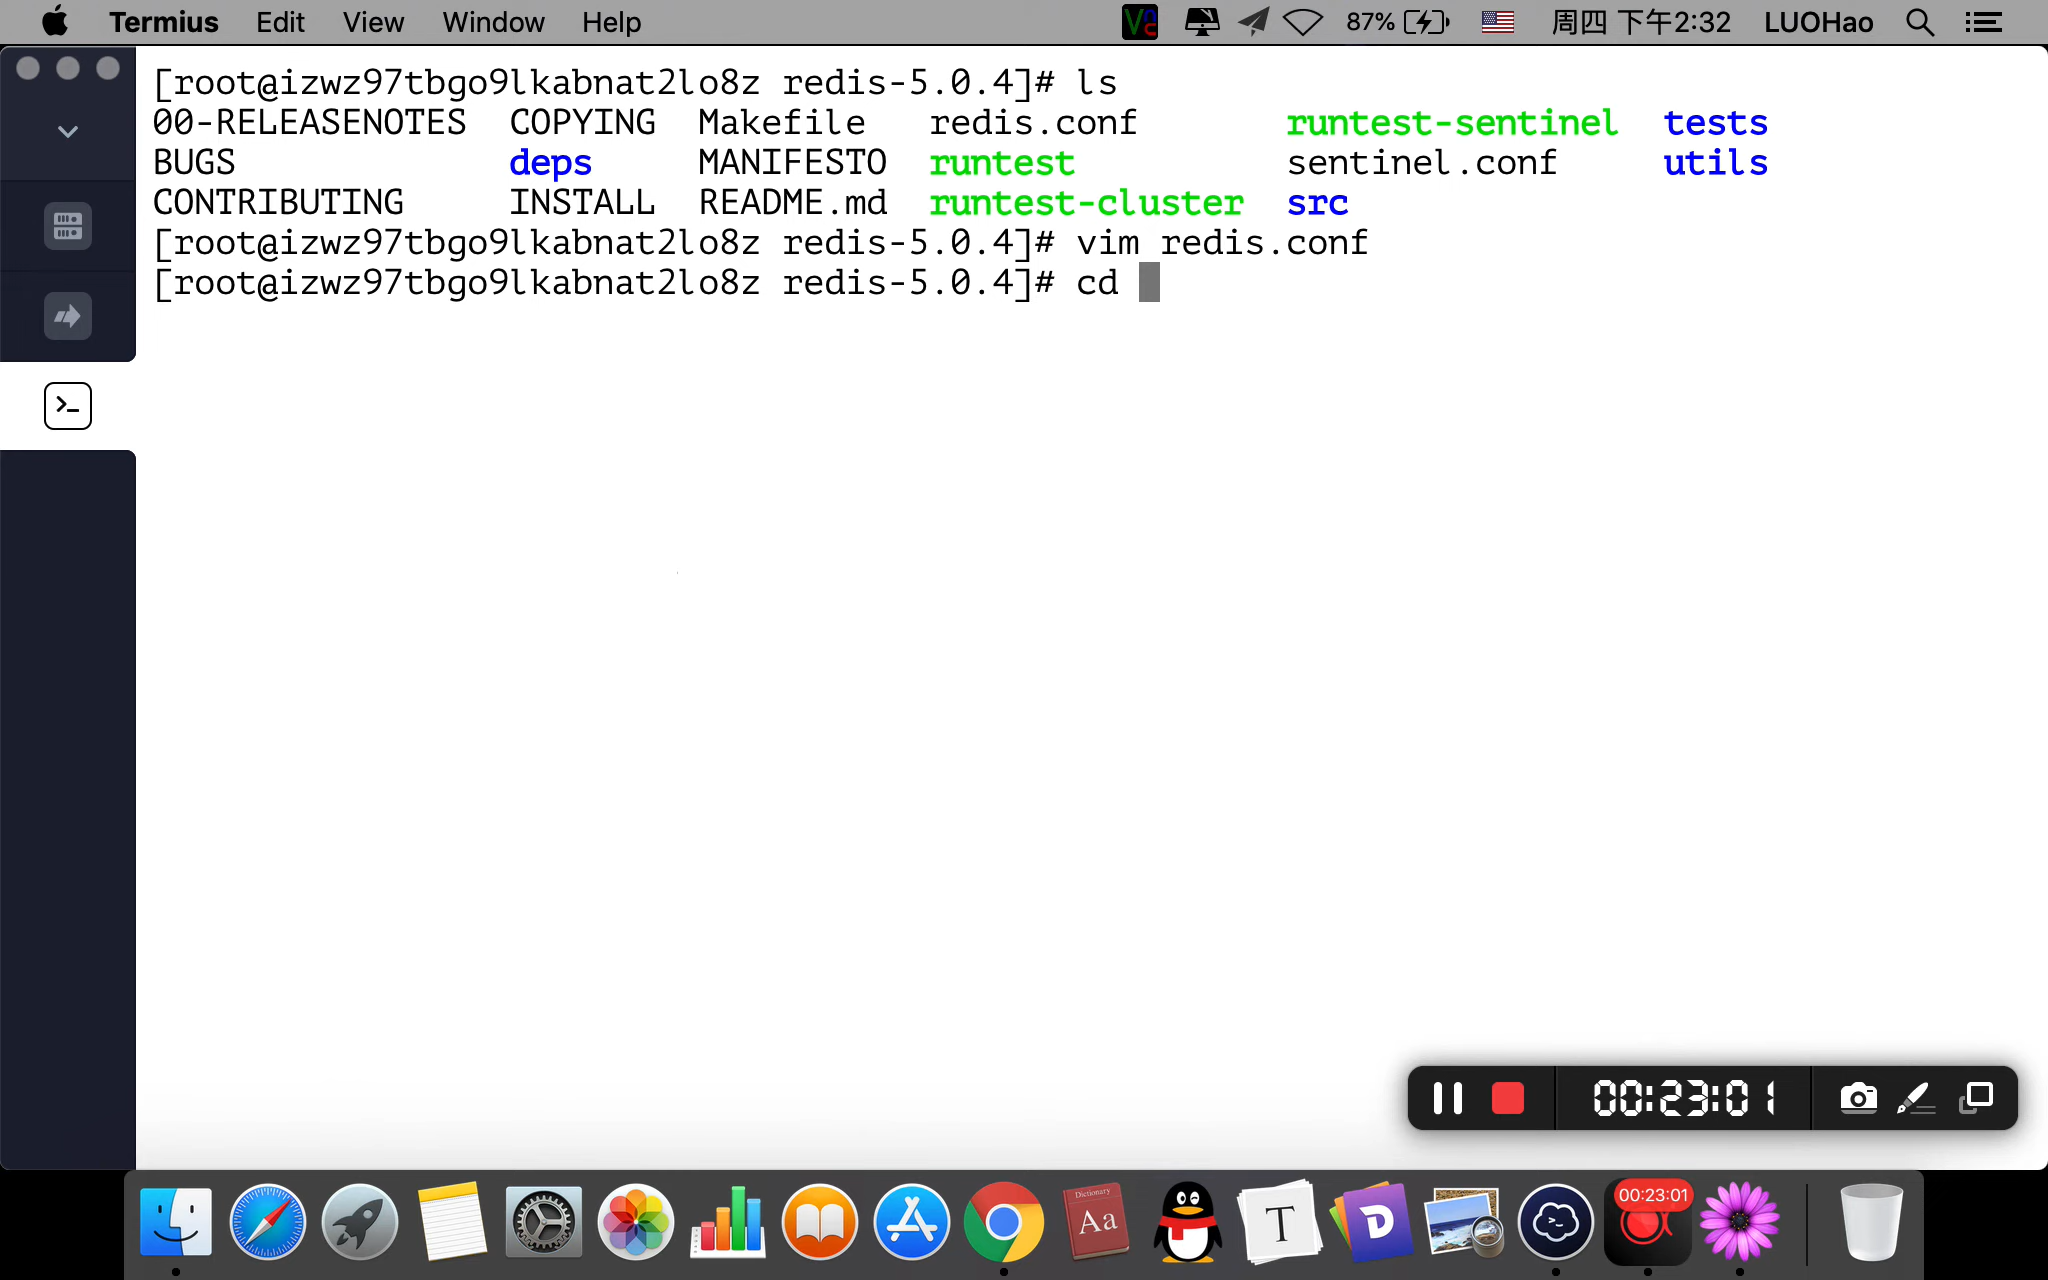 Termius Edit View Window Help 87% 周四 下午2:32 LUOHao
[root@izwz97tbgo9lkabnat2lo8z redis-5.0.4]# ls
00-RELEASENOTES COPYING Makefile redis.conf runtest-sentinel tests
BUGS deps MANIFESTO runtest sentinel.conf utils
CONTRIBUTING INSTALL README.md runtest-cluster src
[root@izwz97tbgo9lkabnat2lo8z redis-5.0.4]# vim redis.conf
[root@izwz97tbgo9lkabnat2lo8z redis-5.0.4]# cd
00:23:01
Dictionary
Aa
T
D
00:23:01